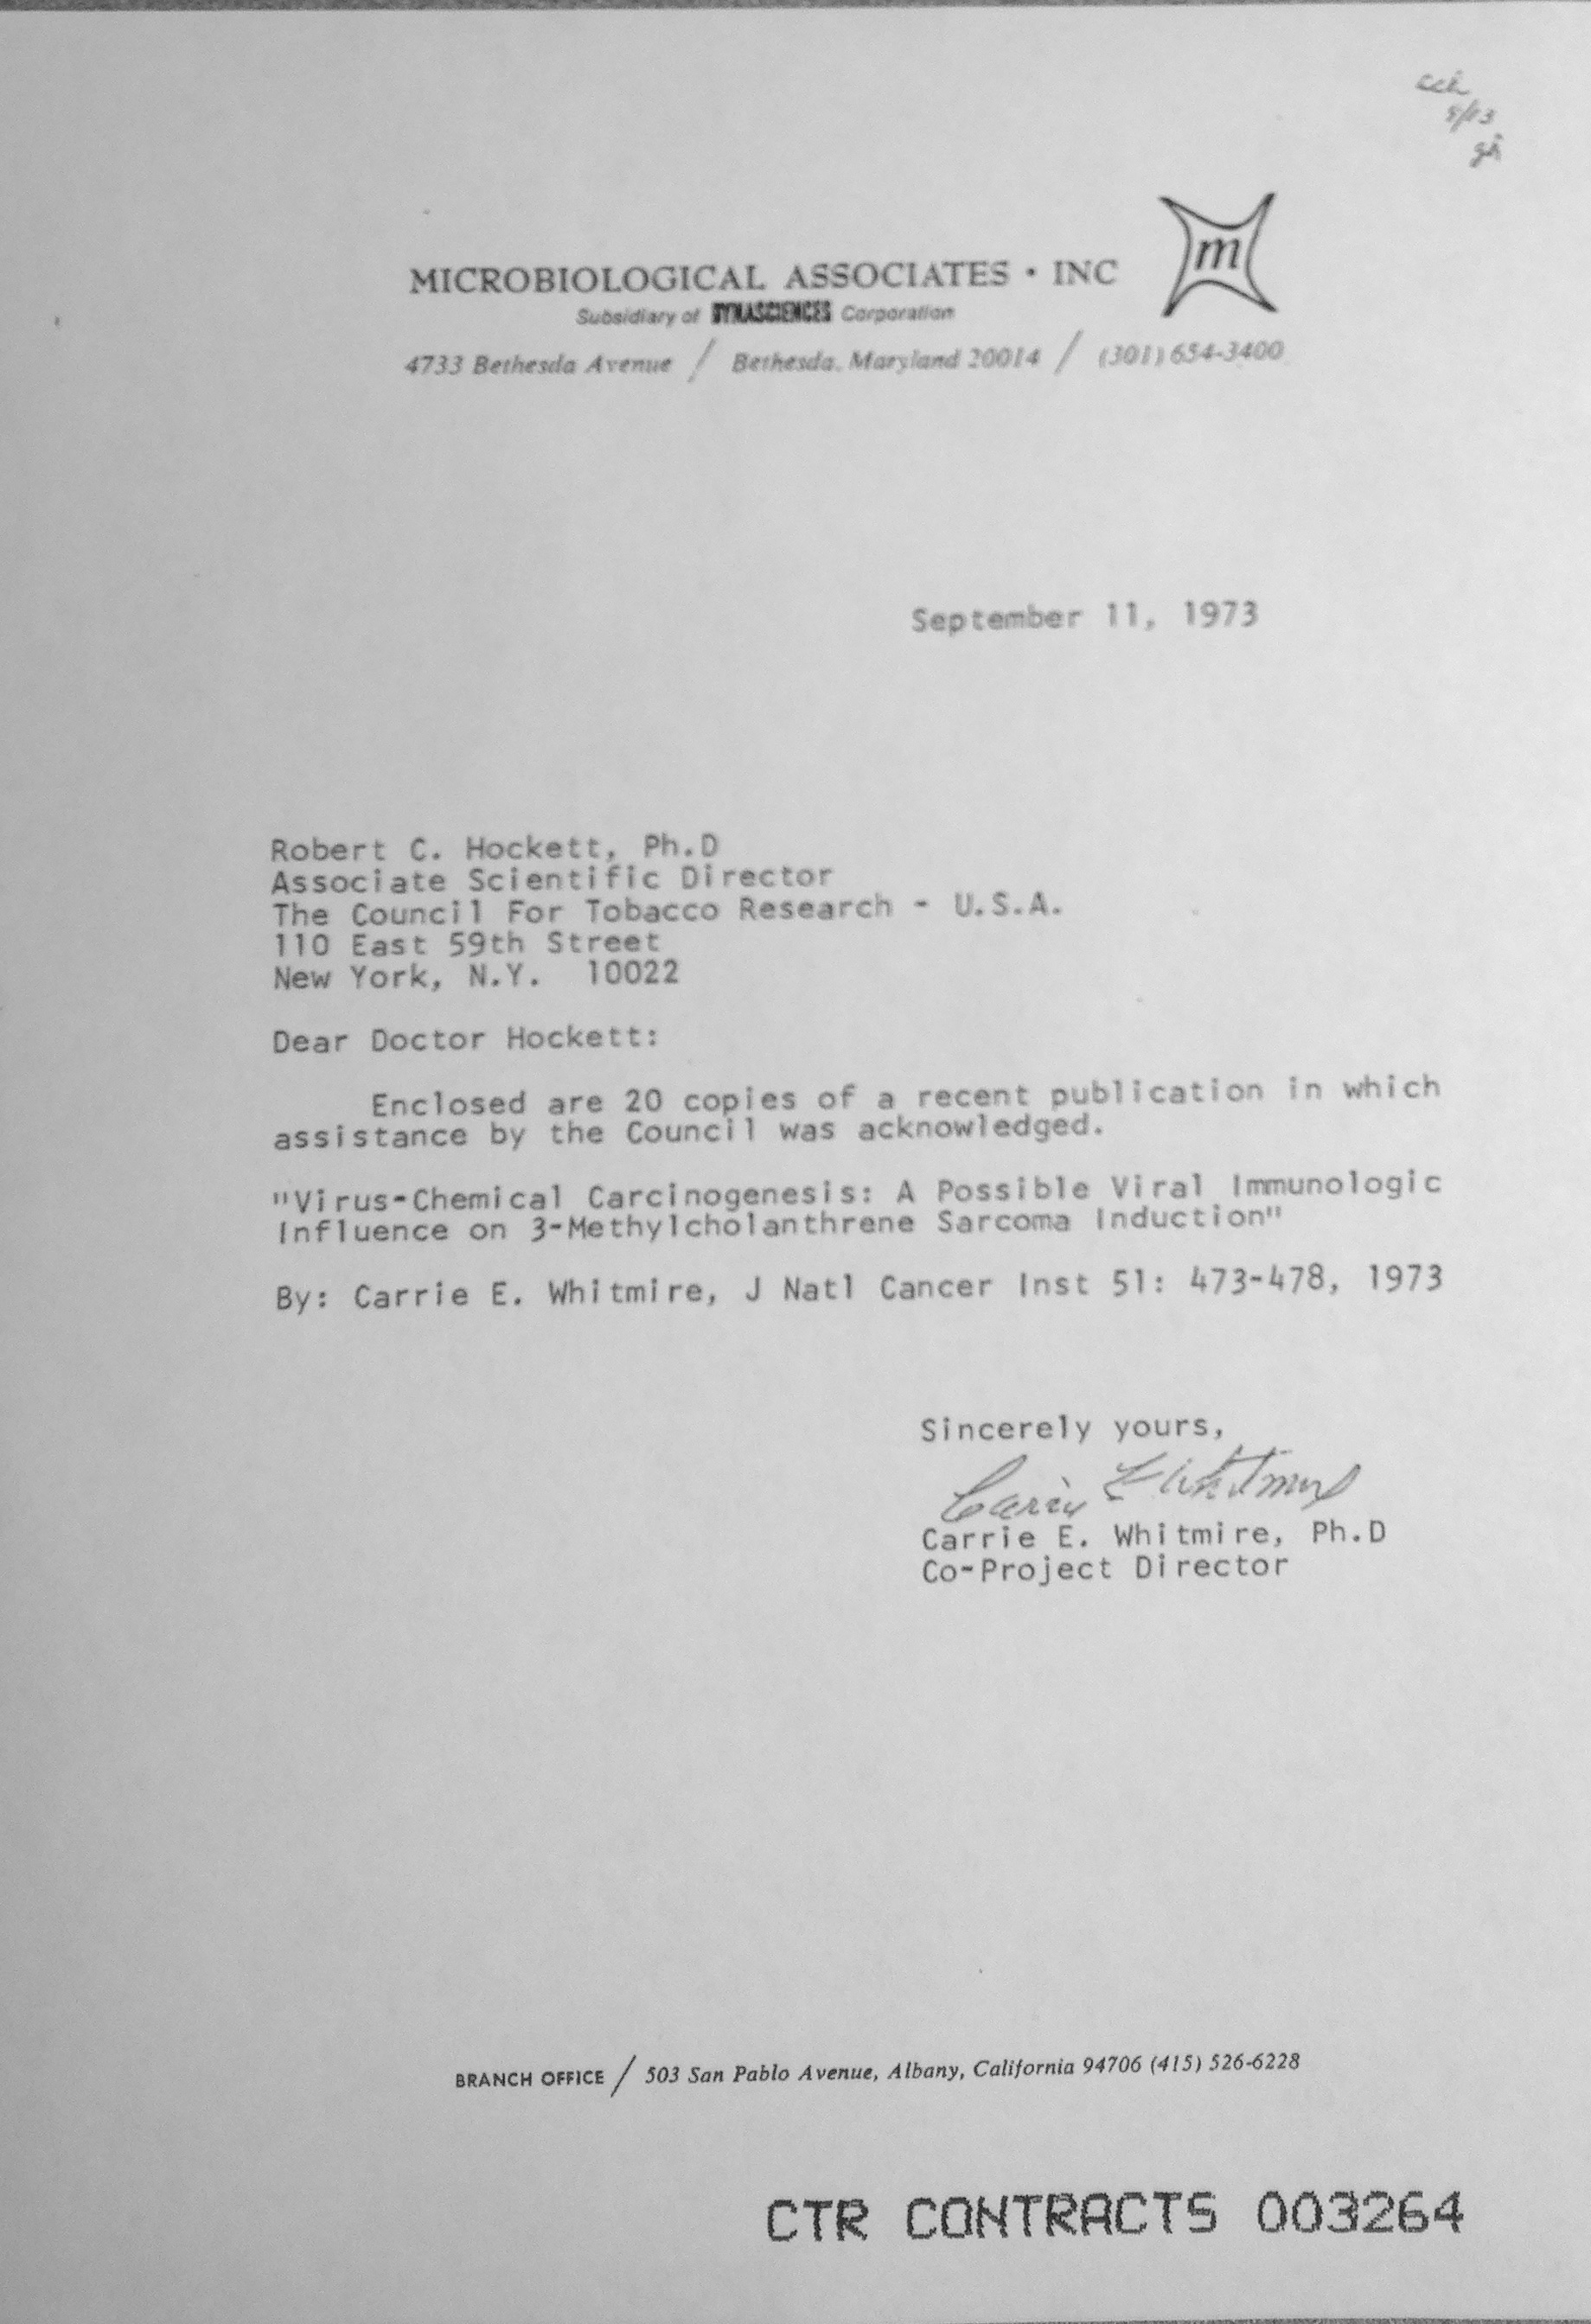 m
MICROBIOLOGICAL ASSOCIATES • INC
Subsidiary of DYNASCIENCES Corporation
4733 Bethesda Avenue / Bethesda, Maryland 20014 / (301) 654-3400
September 11, 1973
Robert C. Hockett, Ph.D
Associate Scientific Director
The Council For Tobacco Research - U.S.A.
110 East 59th Street
New York, N.Y. 10022
Dear Doctor Hockett:
Enclosed are 20 copies of a recent publication in which
assistance by the Council was acknowledged.
"Virus-Chemical Carcinogenesis: A Possible Viral Immunologic
Influence on 3-Methylcholanthrene Sarcoma Induction"
By: Carrie E. Whitmire, J Natl Cancer Inst 51: 473-478, 1973
Sincerely yours,
Carrie E Whitmire
Carrie E. Whitmire, Ph.D
Co-Project Director
BRANCH OFFICE / 503 San Pablo Avenue, Albany, California 94706 (415) 526-6228
CTR CONTRACTS 003264